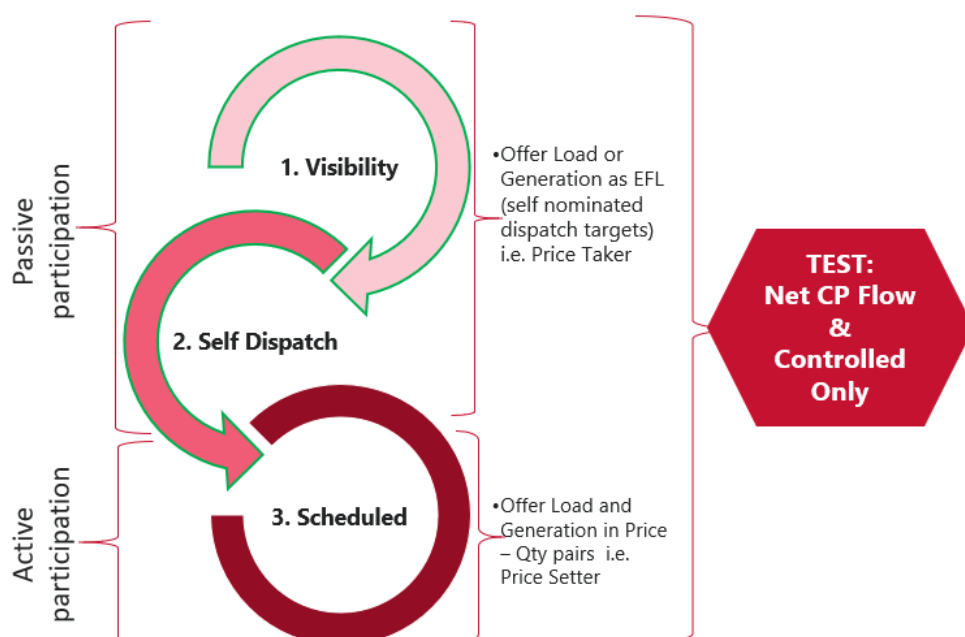 Passive
participation
1. Visibility
2. Self Dispatch
•Offer Load or
Generation as EFL
(self nominated
dispatch targets)
i.e. Price Taker
Active
participation
3. Scheduled
•Offer Load and
Generation in Price
– Qty pairs  i.e.
Price Setter
TEST:
Net CP Flow
&
Controlled
Only